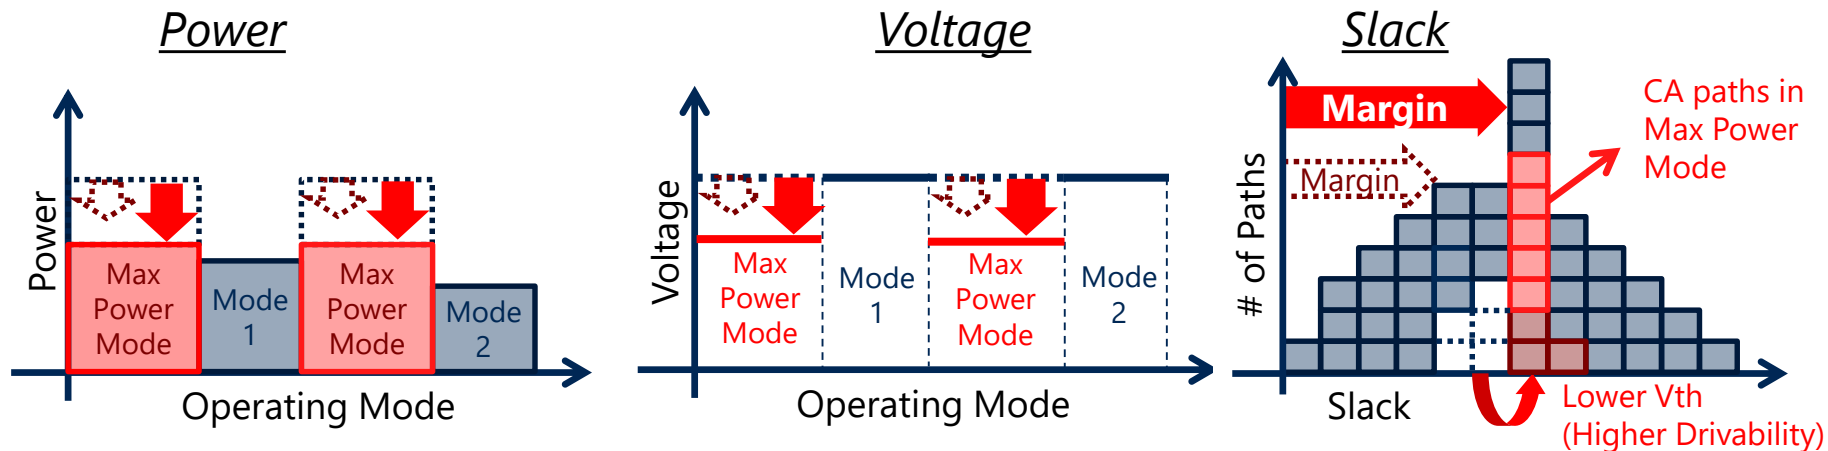 Power
Power
Max
Power
Mode
Mode
1
Max
Power
Mode
Mode
2
Operating Mode
Voltage
Voltage
Max
Power
Mode
Mode
1
Max
Power
Mode
Mode
2
Operating Mode
Slack
# of Paths
Margin
Margin
CA paths in
Max Power
Mode
Slack
Lower Vth
(Higher Drivability)